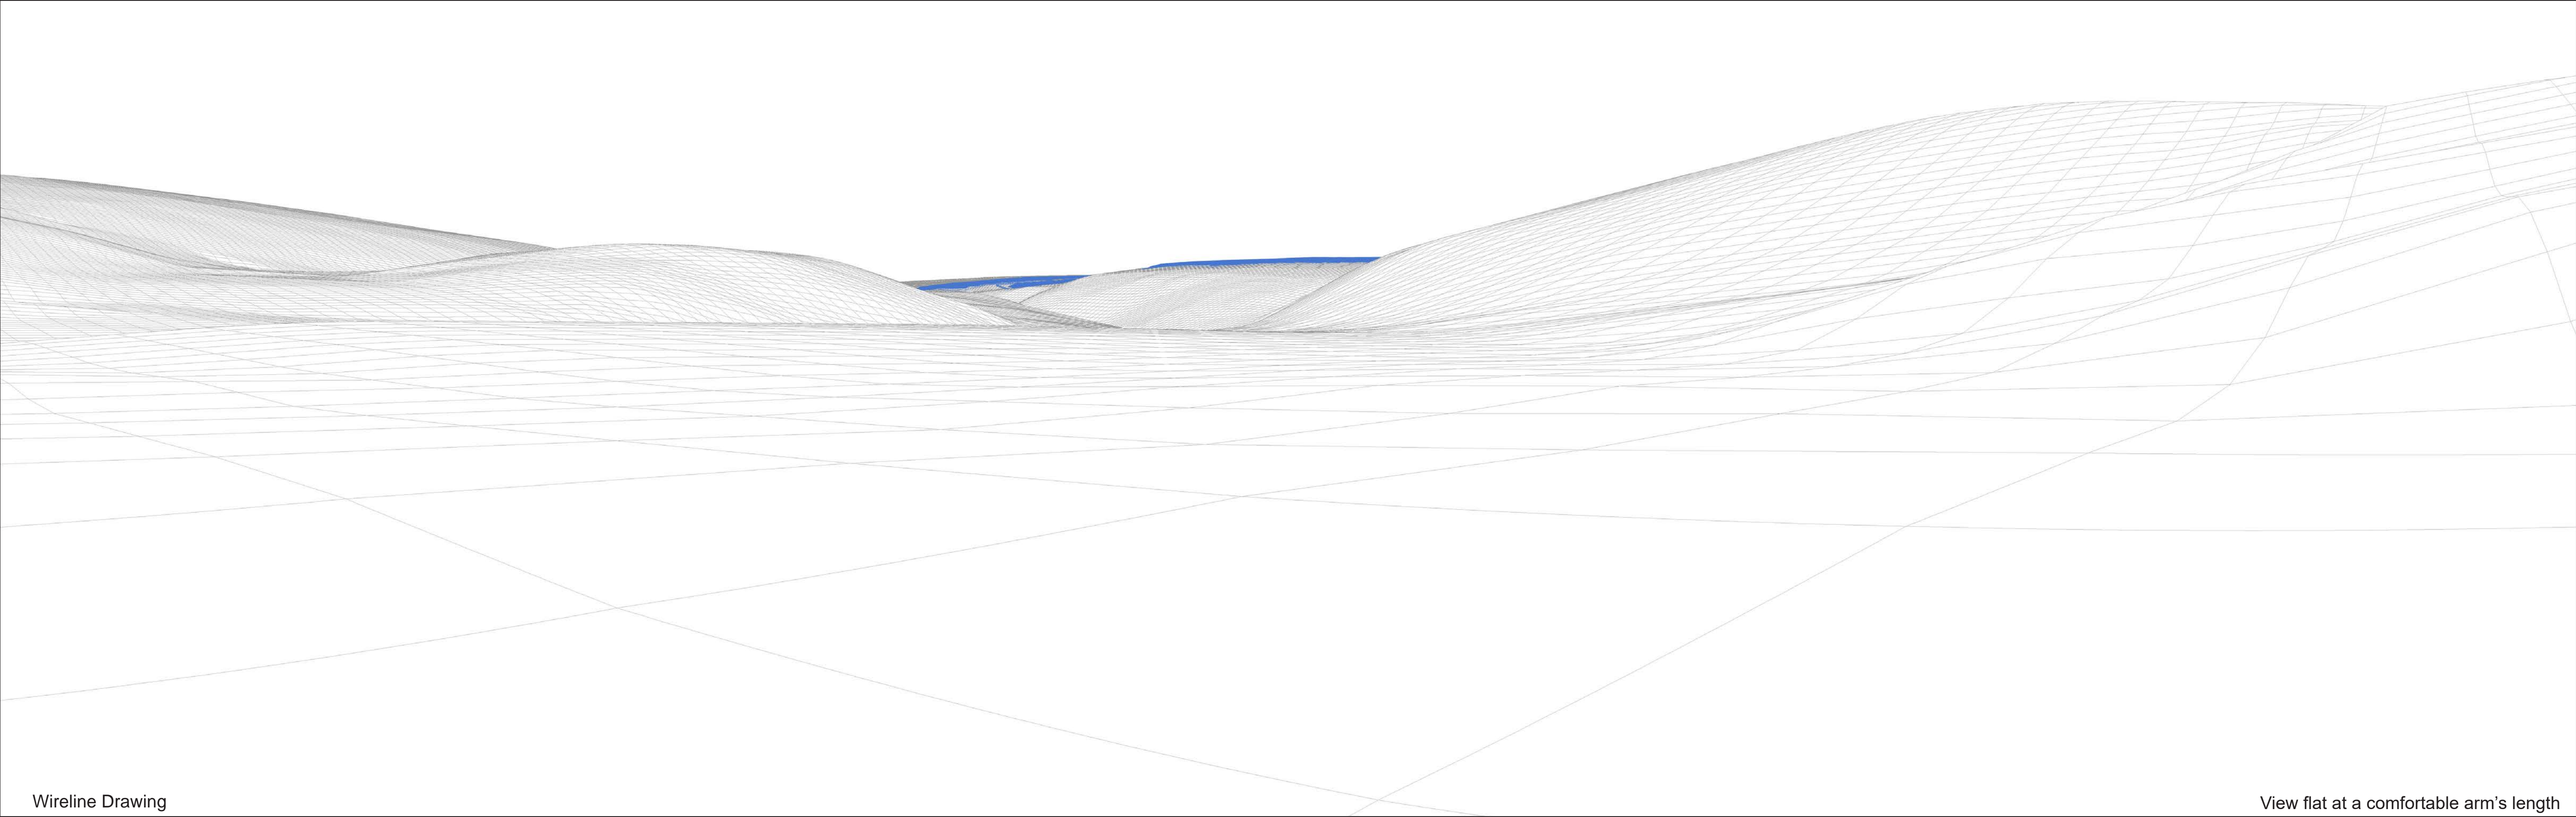 Wireline Drawing
View flat at a comfortable arm’s length